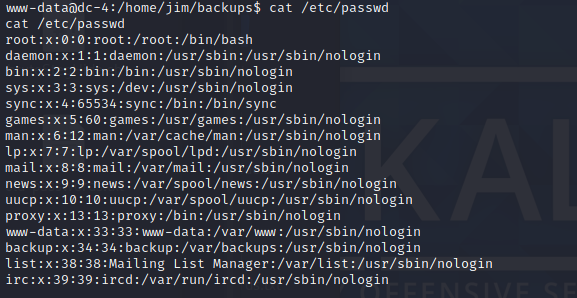 www-data@dc-4:/home/jim/backups$ cat /etc/passwd
cat /etc/passwd
root:x:0:0:root:/root:/bin/bash
daemon:x:1:1:daemon:/usr/sbin:/usr/sbin/nologin
bin:x:2:2:bin:/bin:/usr/sbin/nologin
sys:x:3:3:sys:/dev:/usr/sbin/nologin
sync:x:4:65534:sync:/bin:/bin/sync
games:x:5:60:games:/usr/games:/usr/sbin/nologin
man:x:6:12:man:/var/cache/man:/usr/sbin/nologin
lp:x:7:7:lp:/var/spool/lpd:/usr/sbin/nologin
mail:x:8:8:mail:/var/mail:/usr/sbin/nologin
news:x:9:9:news:/var/spool/news:/usr/sbin/nologin
uucp:x:10:10:uucp:/var/spool/uucp:/usr/sbin/nologin
proxy:x:13:13:proxy:/bin:/usr/sbin/nologin
www-data:x:33:33:www-data:/var/www:/usr/sbin/nologin
backup:x:34:34:backup:/var/backups:/usr/sbin/nologin
list:x:38:38:Mailing List Manager:/var/list:/usr/sbin/nologin
irc:x:39:39:ircd:/var/run/ircd:/usr/sbin/nologin
KAL
OFFENSIVE SE